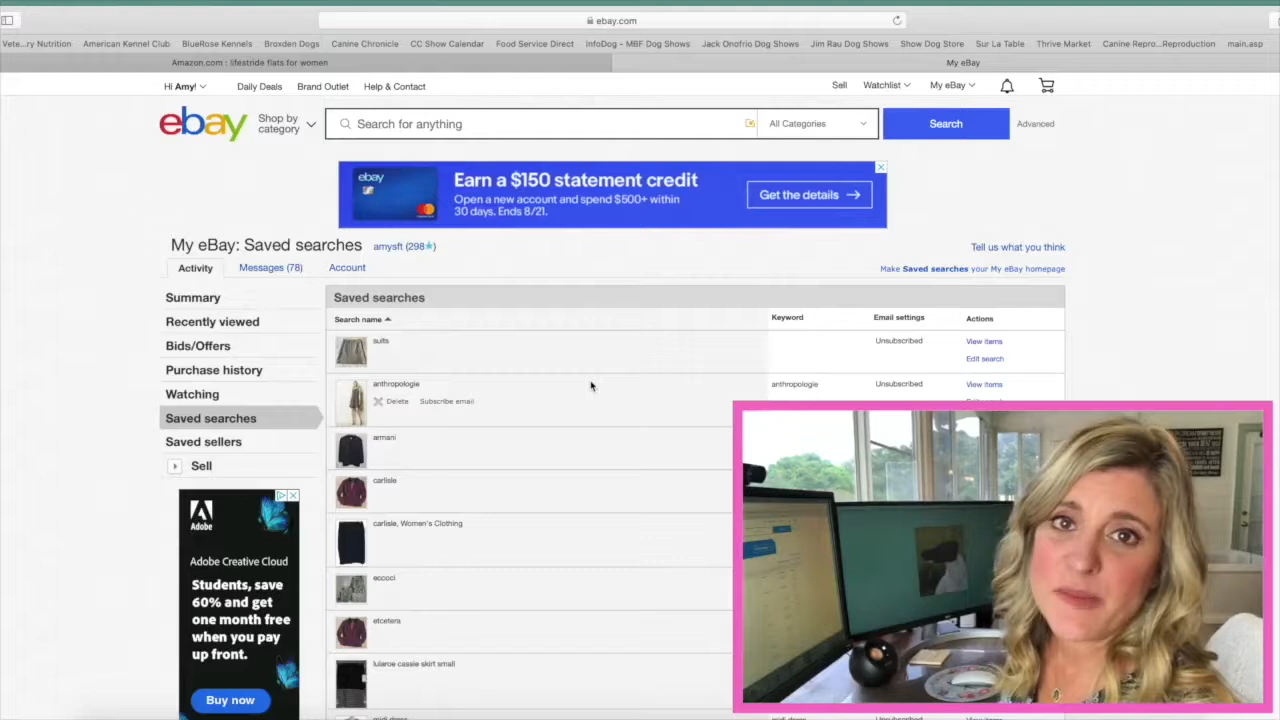 ebay.com
Vete...ry Nutrition American Kennel Club BlueRose Kennels Broxden Dogs Canine Chronicle CC Show Calendar Food Service Direct InfoDog - MBF Dog Shows Jack Onofrio Dog Shows Jim Rau Dog Shows Show Dog Store Sur La Table Thrive Market Canine Repro...Reproduction main,asp
Amazon.com : lifestride flats for women My eBay
Hi Amy! Daily Deals Brand Outlet Help & Contact Sell Watchlist My eBay
ebay Shop by category Search for anything All Categories Search Advanced
ebay
Earn a $150 statement credit
Open a new account and spend $500+ within
30 days. Ends 8/21.
Get the details
My eBay: Saved searches amysft (298) Tell us what you think
Activity Messages (78) Account Make Saved searches your My eBay homepage
Summary
Recently viewed
Bids/Offers
Purchase history
Watching
Saved searches
Saved sellers
Sell
Saved searches
Search name Keyword Email settings Actions
suits Unsubscribed View items
Edit search
anthropologie anthropologie Unsubscribed View items
Delete Subscribe email
armani
carlisle
carlisle, Women's Clothing
eccoci
etcetera
lularoe cassie skirt small
midi dress
Adobe
Adobe Creative Cloud
Students, save
60% and get
one month free
when you pay
up front.
Buy now